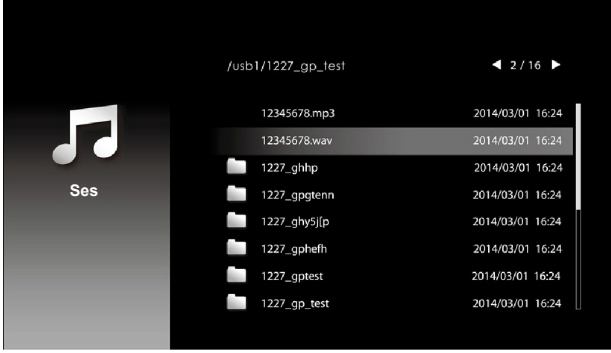 /usb1/1227_gp_test ◀ 2 / 16 ▶
12345678.mp3 2014/03/01 16:24
12345678.wav 2014/03/01 16:24
1227_ghhp 2014/03/01 16:24
Ses
1227_gpgtenn 2014/03/01 16:24
1227_ghy5j[p 2014/03/01 16:24
1227_gphefh 2014/03/01 16:24
1227_gptest 2014/03/01 16:24
1227_gp_test 2014/03/01 16:24